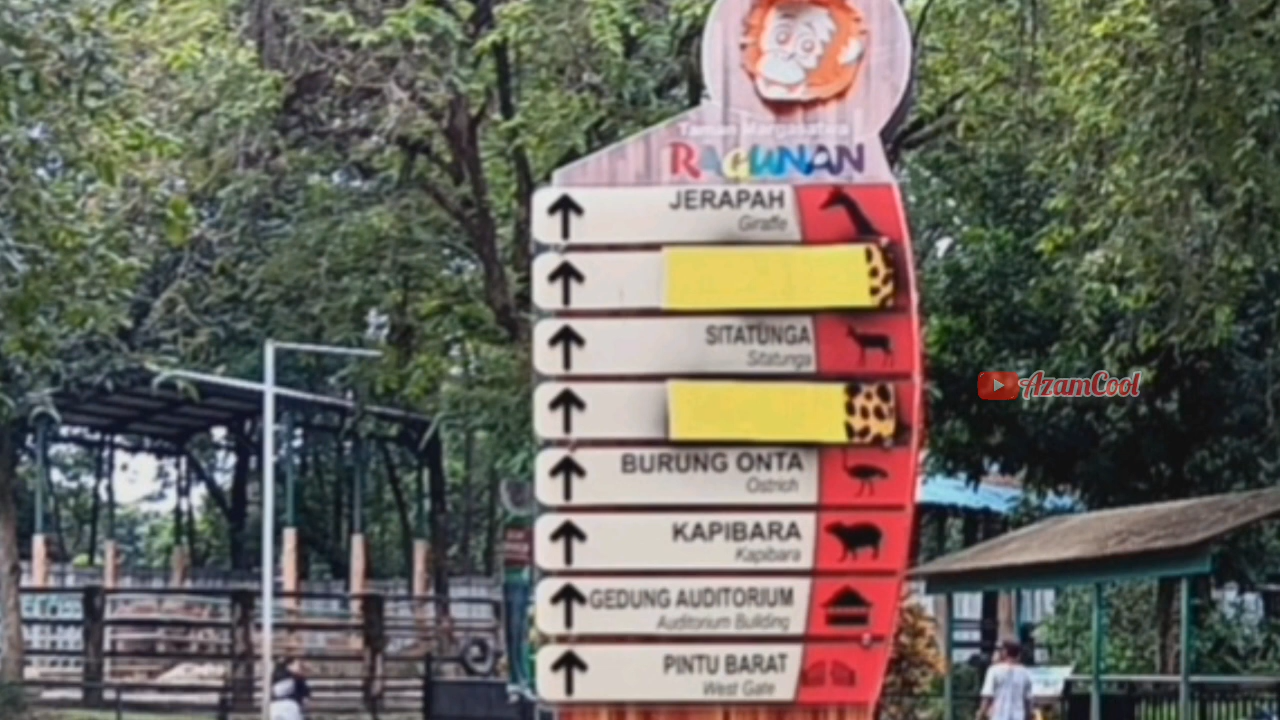 Taman Margasatwa
RAGUNAN
JERAPAH
Giraffe
SITATUNGA
Sitatunga
BURUNG ONTA
Ostrich
KAPIBARA
Kapibara
GEDUNG AUDITORIUM
Auditorium Building
PINTU BARAT
West Gate
AzamCool